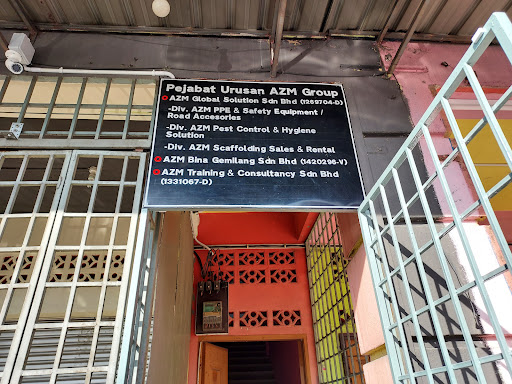 Pejabat Urusan AZM Group
AZM Global Solution Sdn Bhd (1289704-D)
-Div. AZM PPE & Safety Equipment /
Road Accesories
-Div. AZM Pest Control & Hygiene
Solution
-Div. AZM Scaffolding Sales & Rental
AZM Bina Gemilang Sdn Bhd (1420296-V)
AZM Training & Consultancy Sdn Bhd
(1331067-D)